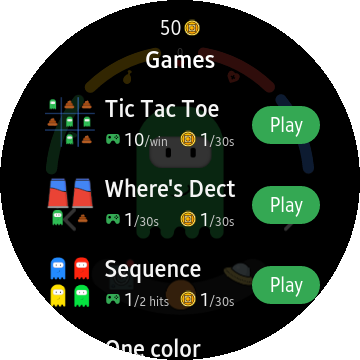 50
Games
Tic Tac Toe
10/win 1/30s
Play
Where's Dect
1/30s 1/30s
Play
Sequence
1/2 hits 1/30s
Play
One color